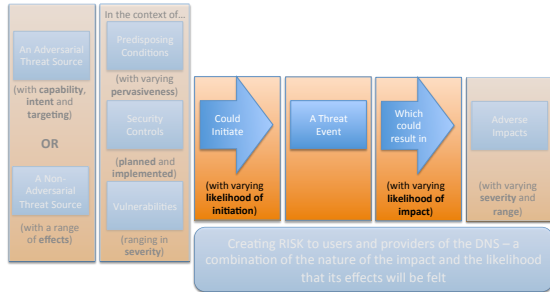 An Adversarial
Threat Source
(with capability,
intent and
targeting)
OR
A Non-
Adversarial
Threat Source
(with a range
of effects)
In the context of...
Predisposing
Conditions
(with varying
pervasiveness)
Security
Controls
(planned and
implemented)
Vulnerabilities
(ranging in
severity)
Could
Initiate
(with varying
likelihood of
initiation)
A Threat
Event
Which
could
result in
(with varying
likelihood of
impact)
Adverse
Impacts
(with varying
severity and
range)
Creating RISK to users and providers of the DNS – a
combination of the nature of the impact and the likelihood
that its effects will be felt